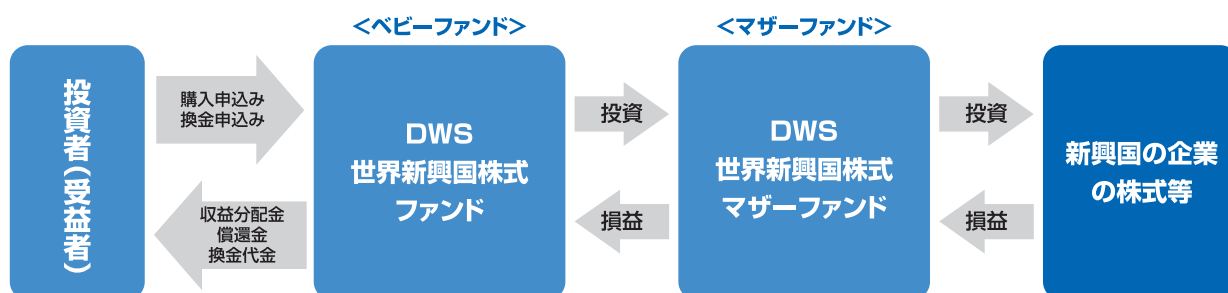 <ベビーファンド>
<マザーファンド>
投資者(受益者)
購入申込み
換金申込み
収益分配金
償還金
換金代金
DWS
世界新興国株式
ファンド
投資
損益
DWS
世界新興国株式
マザーファンド
投資
損益
新興国の企業
の株式等